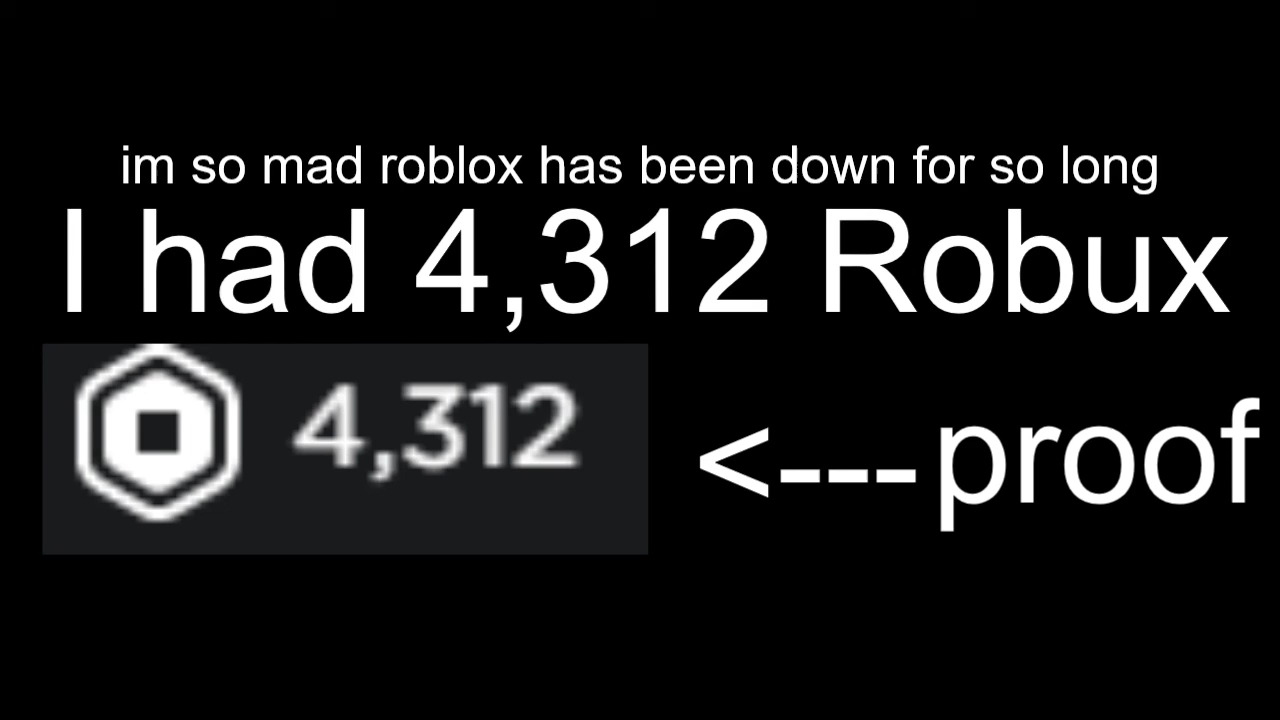 im so mad roblox has been down for so long
I had 4,312 Robux
4,312
<---proof